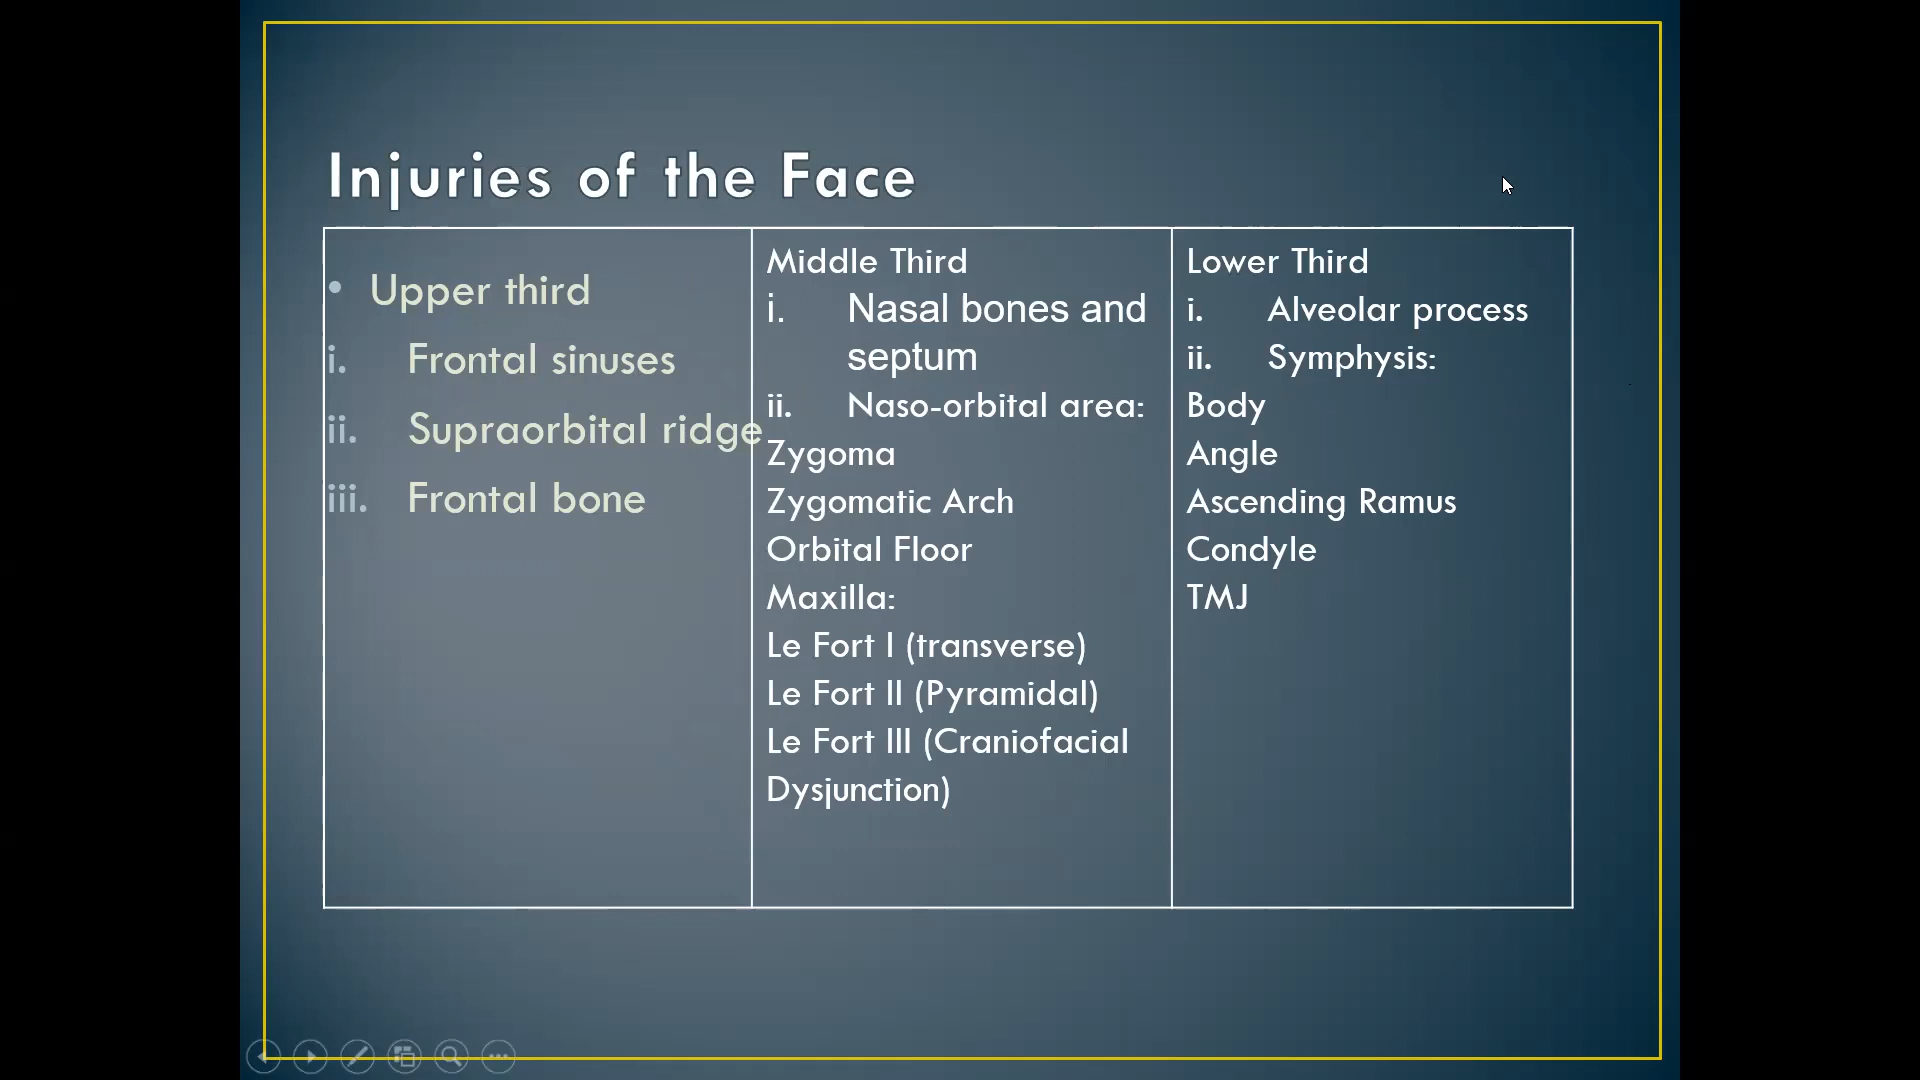 Injuries of the Face
• Upper third
i. Frontal sinuses
ii. Supraorbital ridge
iii. Frontal bone
Middle Third
i. Nasal bones and
septum
ii. Naso-orbital area:
Zygoma
Zygomatic Arch
Orbital Floor
Maxilla:
Le Fort I (transverse)
Le Fort II (Pyramidal)
Le Fort III (Craniofacial
Dysjunction)
Lower Third
i. Alveolar process
ii. Symphysis:
Body
Angle
Ascending Ramus
Condyle
TMJ